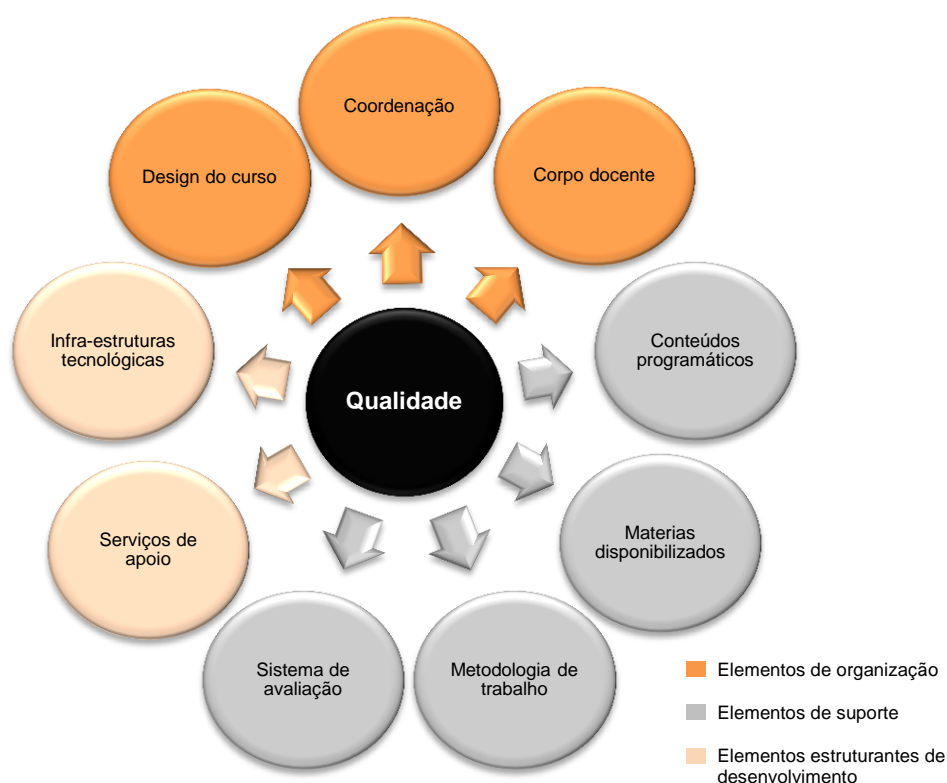 Coordenação
Design do curso
Corpo docente
Infra-estruturas
tecnológicas
Conteúdos
programáticos
Qualidade
Serviços de
apoio
Materias
disponibilizados
Sistema de
avaliação
Metodologia de
trabalho
Elementos de organização
Elementos de suporte
Elementos estruturantes de
desenvolvimento